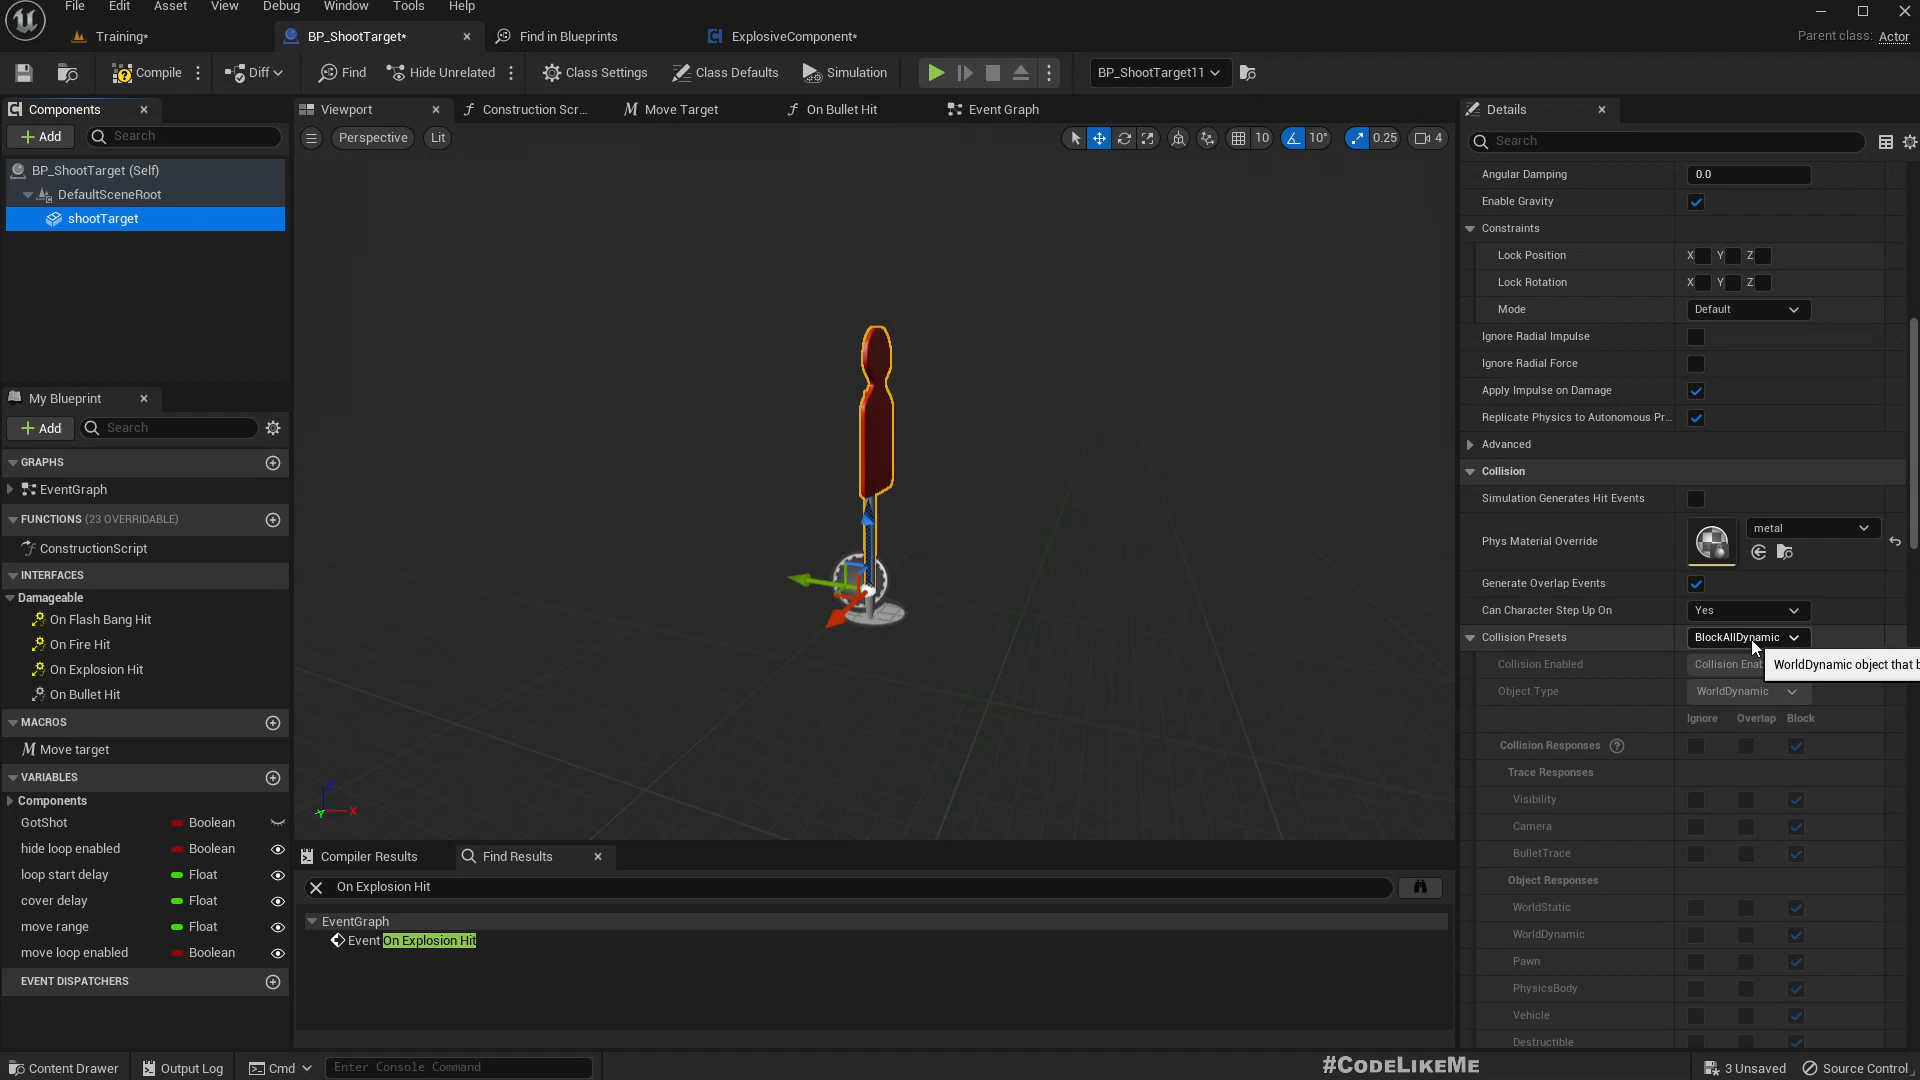 File Edit View Asset Debug Window Tools Help
Training* BP_ShootTarget* Find in Blueprints ExplosiveComponent* Parent class: Actor
Compile Diff Find Hide Unrelated Class Settings Class Defaults Simulation BP_ShootTarget11
Components Viewport Construction Scr... Move Target On Bullet Hit Event Graph Details
Add Search Perspective Lit 10 10° 0.25 4 Search
BP_ShootTarget (Self)
DefaultSceneRoot
shootTarget
My Blueprint
Add Search
GRAPHS
EventGraph
FUNCTIONS (23 OVERRIDABLE)
ConstructionScript
INTERFACES
Damageable
On Flash Bang Hit
On Fire Hit
On Explosion Hit
On Bullet Hit
MACROS
Move target
VARIABLES
Components
GotShot Boolean
hide loop enabled Boolean
loop start delay Float
cover delay Float
move range Float
move loop enabled Boolean
EVENT DISPATCHERS
Z X Y
Compiler Results Find Results
On Explosion Hit
EventGraph
Event On Explosion Hit
Angular Damping 0.0
Enable Gravity
Constraints
Lock Position X Y Z
Lock Rotation X Y Z
Mode Default
Ignore Radial Impulse
Ignore Radial Force
Apply Impulse on Damage
Replicate Physics to Autonomous Pr...
Advanced
Collision
Simulation Generates Hit Events
Phys Material Override metal
Generate Overlap Events
Can Character Step Up On Yes
Collision Presets BlockAllDynamic
Collision Enabled Collision Enab WorldDynamic object that b
Object Type WorldDynamic
Ignore Overlap Block
Collision Responses ?
Trace Responses
Visibility
Camera
BulletTrace
Object Responses
WorldStatic
WorldDynamic
Pawn
PhysicsBody
Vehicle
Destructible
Content Drawer Output Log Cmd Enter Console Command #CODELIKEME 3 Unsaved Source Control